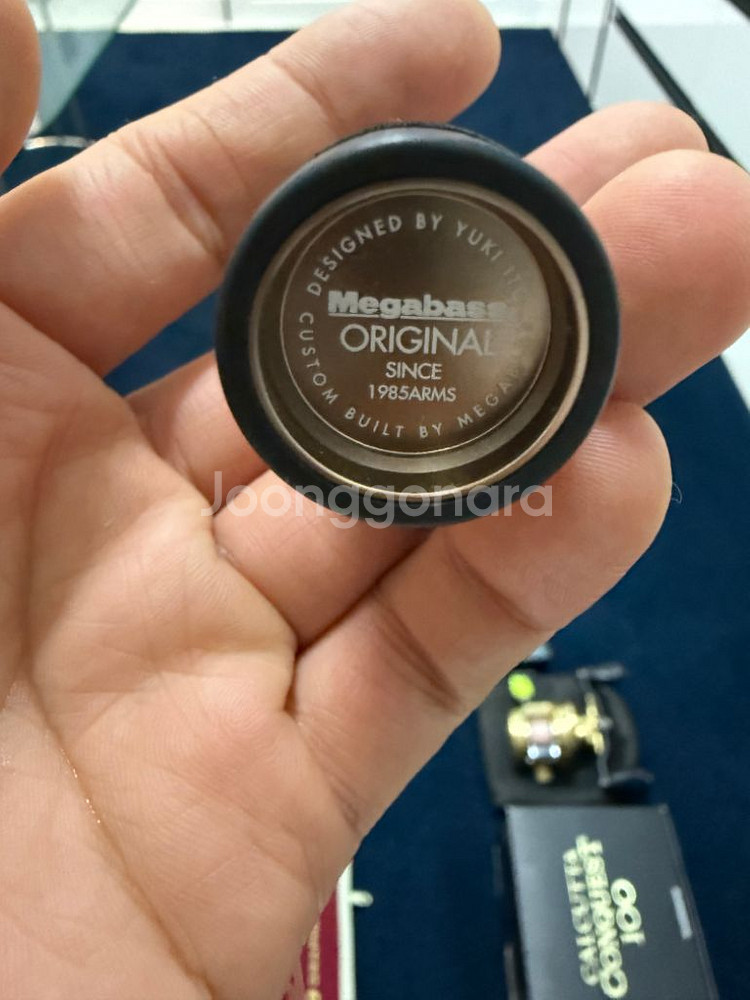 DESIGNED BY YUKI
Megabass
ORIGINAL
SINCE
1985ARMS
CUSTOM BUILT BY
Joonggonara
CALCUTTA
CONQUEST
100